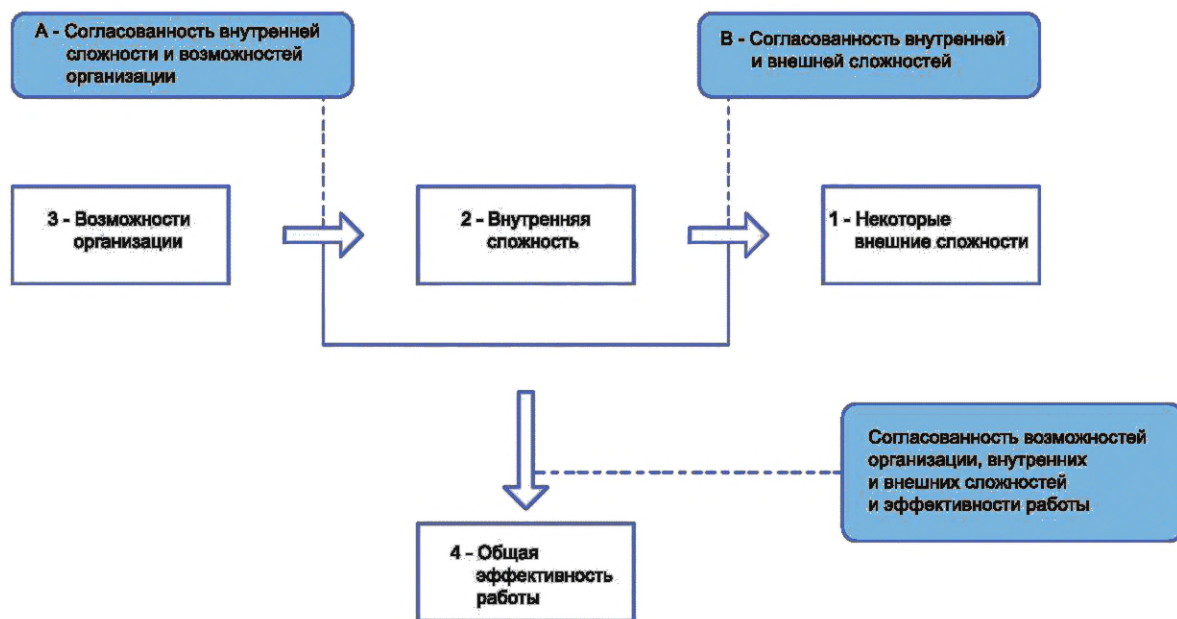 A - Согласованность внутренней
сложности и возможностей
организации
B - Согласованность внутренней
и внешней сложностей
3 - Возможности
организации
2 - Внутренняя
сложность
1 - Некоторые
внешние сложности
Согласованность возможностей
организации, внутренних
и внешних сложностей
и эффективности работы
4 - Общая
эффективность
работы